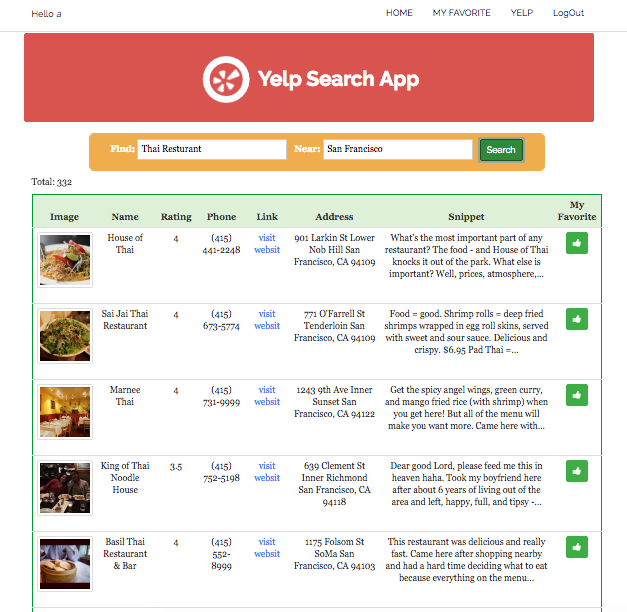 Hello a
HOME MY FAVORITE YELP LogOut
Yelp Search App
Find: Thai Resturant Near: San Francisco Search
Total: 332
Image Name Rating Phone Link Address Snippet My Favorite
House of
Thai
4
(415)
441-2248
visit
websit
901 Larkin St Lower
Nob Hill San
Francisco, CA 94109
What's the most important part of any
restaurant? The food - and House of Thai
knocks it out of the park. What else is
important? Well, prices, atmosphere,...
Sai Jai Thai
Restaurant
4
(415)
673-5774
visit
websit
771 O'Farrell St
Tenderloin San
Francisco, CA 94109
Food = good. Shrimp rolls = deep fried
shrimps wrapped in egg roll skins, served
with sweet and sour sauce. Delicious and
crispy. $6.95 Pad Thai =...
Marnee
Thai
4
(415)
731-9999
visit
websit
1243 9th Ave Inner
Sunset San
Francisco, CA 94122
Get the spicy angel wings, green curry,
and mango fried rice (with shrimp) when
you get here! But all of the menu will
make you want more. Came here with...
King of Thai
Noodle
House
3.5
(415)
752-5198
visit
websit
639 Clement St
Inner Richmond
San Francisco, CA
94118
Dear good Lord, please feed me this in
heaven haha. Took my boyfriend here
after about 6 years of living out of the
area and left, happy, full, and tipsy -...
Basil Thai
Restaurant
& Bar
4
(415)
552-
8999
visit
websit
1175 Folsom St
SoMa San
Francisco, CA 94103
This restaurant was delicious and really
fast. Came here after shopping nearby
and had a hard time deciding what to eat
because everything on the menu...